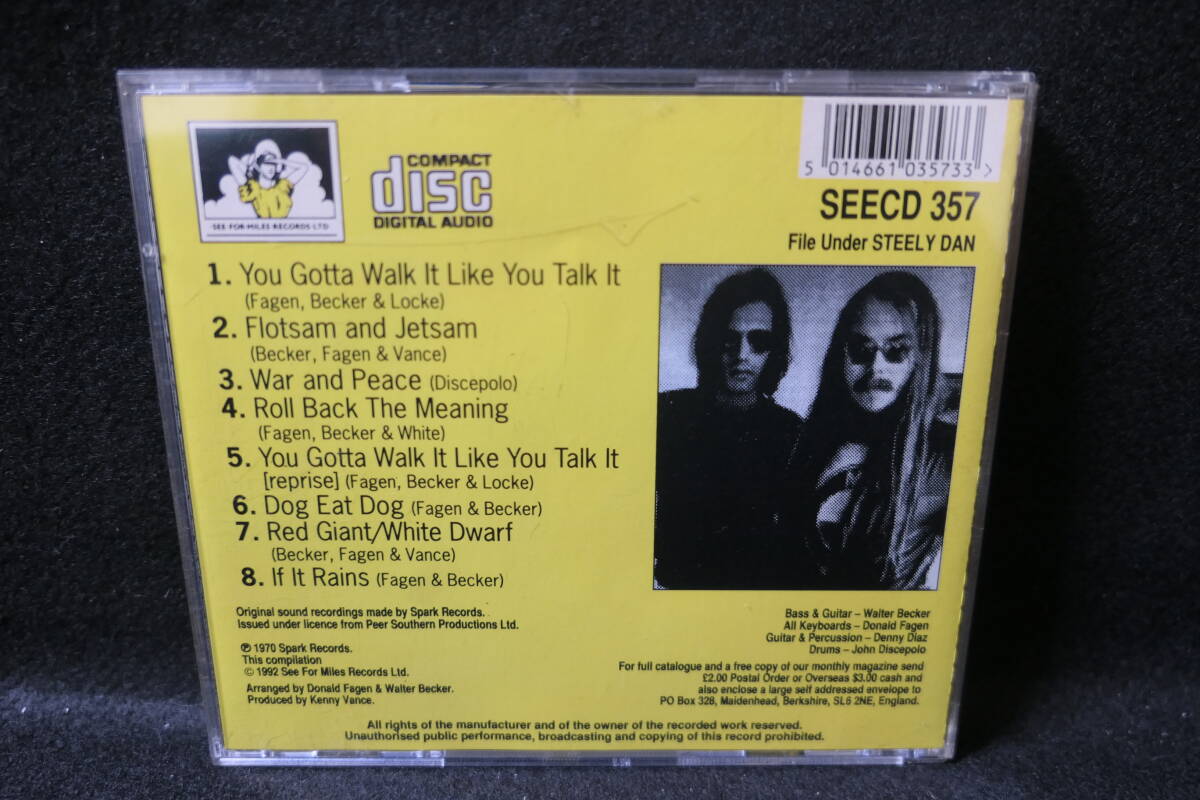 SEE FOR MILES RECORDS LTD
COMPACT
disc
DIGITAL AUDIO
5 014661 035733 >
SEECD 357
File Under STEELY DAN
1. You Gotta Walk It Like You Talk It
(Fagen, Becker & Locke)
2. Flotsam and Jetsam
(Becker, Fagen & Vance)
3. War and Peace (Discepolo)
4. Roll Back The Meaning
(Fagen, Becker & White)
5. You Gotta Walk It Like You Talk It
[reprise] (Fagen, Becker & Locke)
6. Dog Eat Dog (Fagen & Becker)
7. Red Giant/White Dwarf
(Becker, Fagen & Vance)
8. If It Rains (Fagen & Becker)
Original sound recordings made by Spark Records.
Issued under licence from Peer Southern Productions Ltd.
℗ 1970 Spark Records.
This compilation
© 1992 See For Miles Records Ltd.
Arranged by Donald Fagen & Walter Becker.
Produced by Kenny Vance.
Bass & Guitar – Walter Becker
All Keyboards – Donald Fagen
Guitar & Percussion – Denny Diaz
Drums – John Discepolo
For full catalogue and a free copy of our monthly magazine send
£2.00 Postal Order or Overseas $3.00 cash and
also enclose a large self addressed envelope to
PO Box 328, Maidenhead, Berkshire, SL6 2NE, England.
All rights of the manufacturer and of the owner of the recorded work reserved.
Unauthorised public performance, broadcasting and copying of this record prohibited.